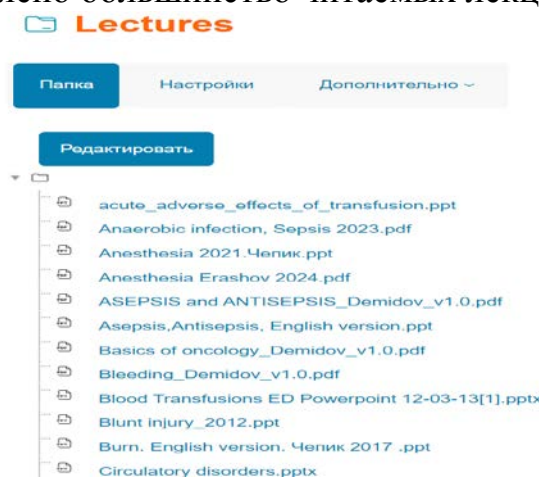 большинство читаемых
Lectures
Папка Настройки Дополнительно
Редактировать
acute_adverse_effects_of_transfusion.ppt
Anaerobic infection, Sepsis 2023.pdf
Anesthesia 2021.Чепик.ppt
Anesthesia Erashov 2024.pdf
ASEPSIS and ANTISEPSIS_Demidov_v1.0.pdf
Asepsis,Antisepsis, English version.ppt
Basics of oncology_Demidov_v1.0.pdf
Bleeding_Demidov_v1.0.pdf
Blood Transfusions ED Powerpoint 12-03-13[1].pptx
Blunt injury_2012.ppt
Burn. English version. Чепик 2017 .ppt
Circulatory disorders.pptx